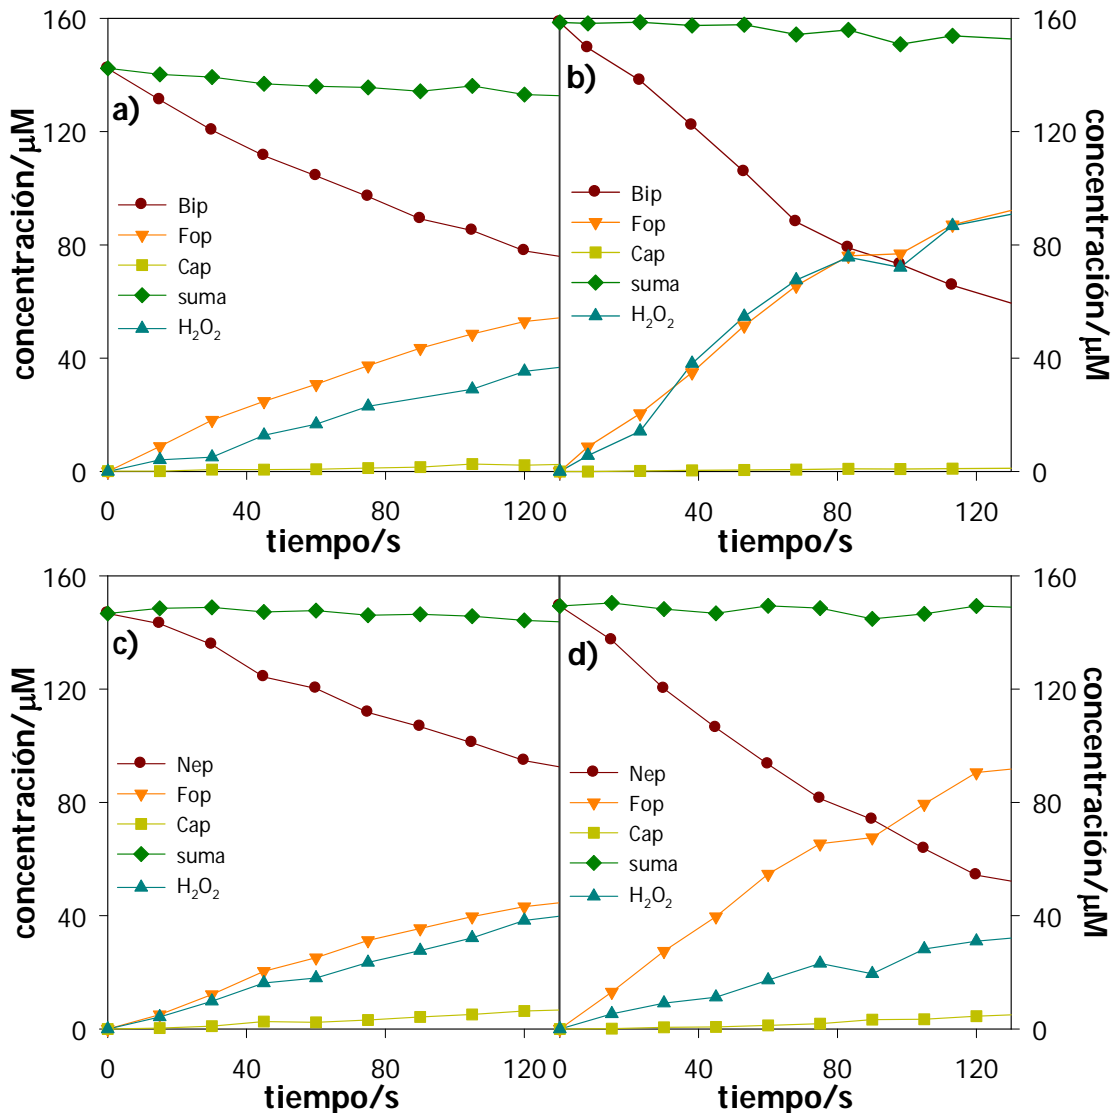 160
120
80
40
0
concentración/µM
a)
Bip
Fop
Cap
suma
H₂O₂
0 40 80 120
tiempo/s
b)
Bip
Fop
Cap
suma
H₂O₂
160
120
80
40
0
concentración/µM
0 40 80 120
tiempo/s
160
120
80
40
0
concentración/µM
c)
Nep
Fop
Cap
suma
H₂O₂
0 40 80 120
tiempo/s
d)
Nep
Fop
Cap
suma
H₂O₂
160
120
80
40
0
concentración/µM
0 40 80 120
tiempo/s